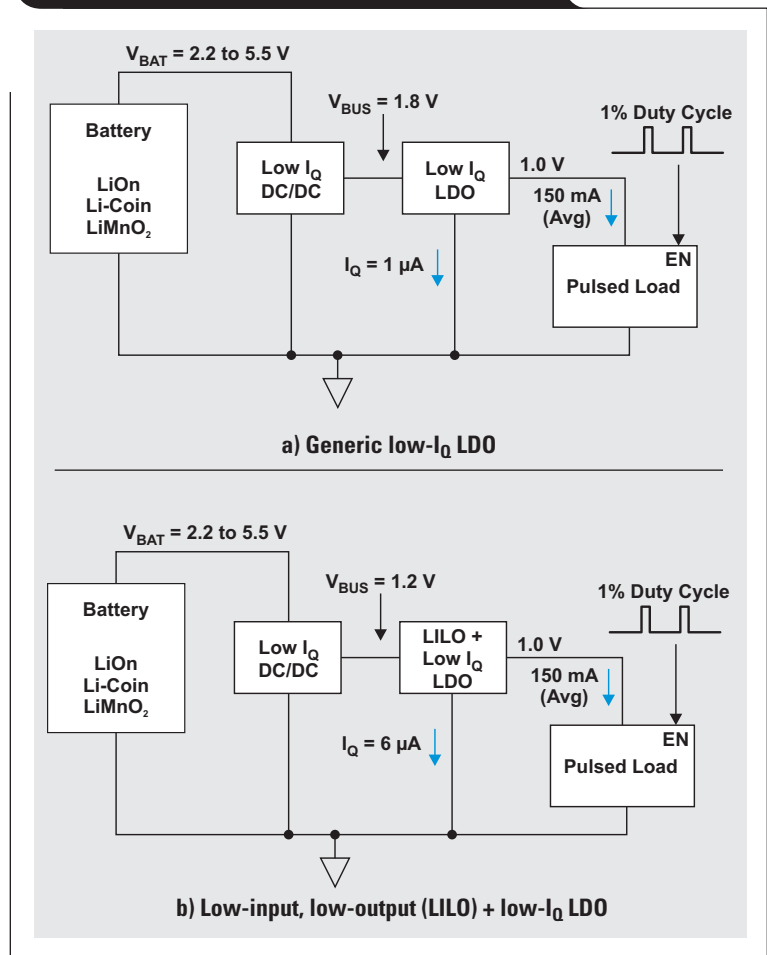 V_BAT = 2.2 to 5.5 V
V_BUS = 1.8 V
1% Duty Cycle
Battery
LiOn
Li-Coin
LiMnO₂
Low I_Q
DC/DC
Low I_Q
LDO
1.0 V
150 mA
(Avg)
I_Q = 1 µA
EN
Pulsed Load
a) Generic low-I_Q LDO
V_BAT = 2.2 to 5.5 V
V_BUS = 1.2 V
1% Duty Cycle
Battery
LiOn
Li-Coin
LiMnO₂
Low I_Q
DC/DC
LILO +
Low I_Q
LDO
1.0 V
150 mA
(Avg)
I_Q = 6 µA
EN
Pulsed Load
b) Low-input, low-output (LILO) + low-I_Q LDO